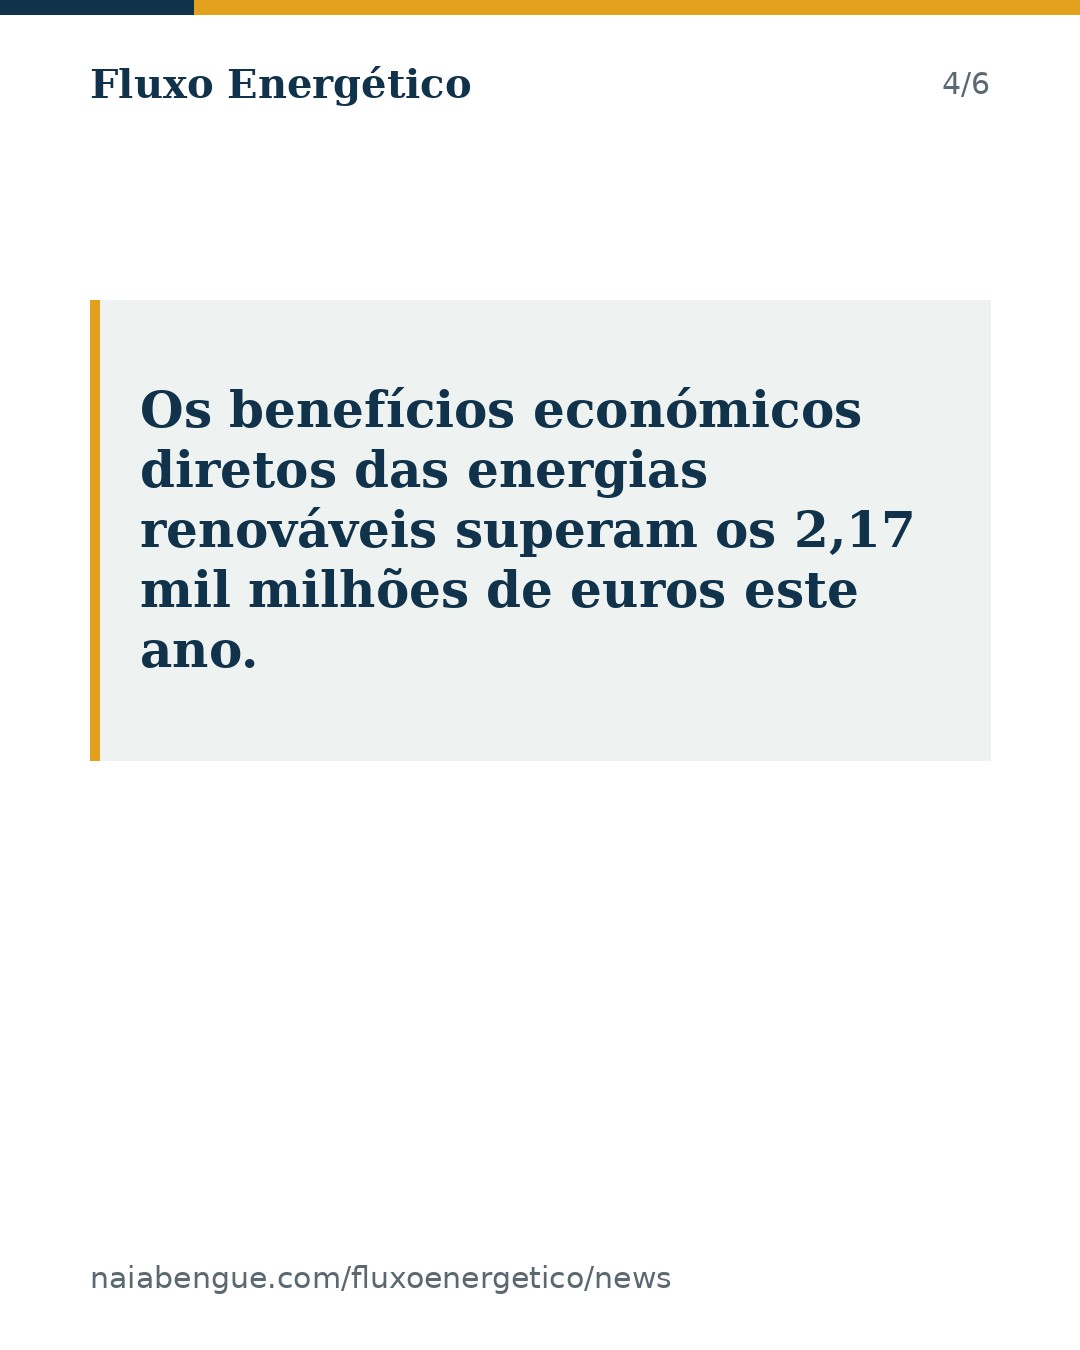 Fluxo Energético
4/6
Os benefícios económicos
diretos das energias
renováveis superam os 2,17
mil milhões de euros este
ano.
naiabengue.com/fluxoenergetico/news